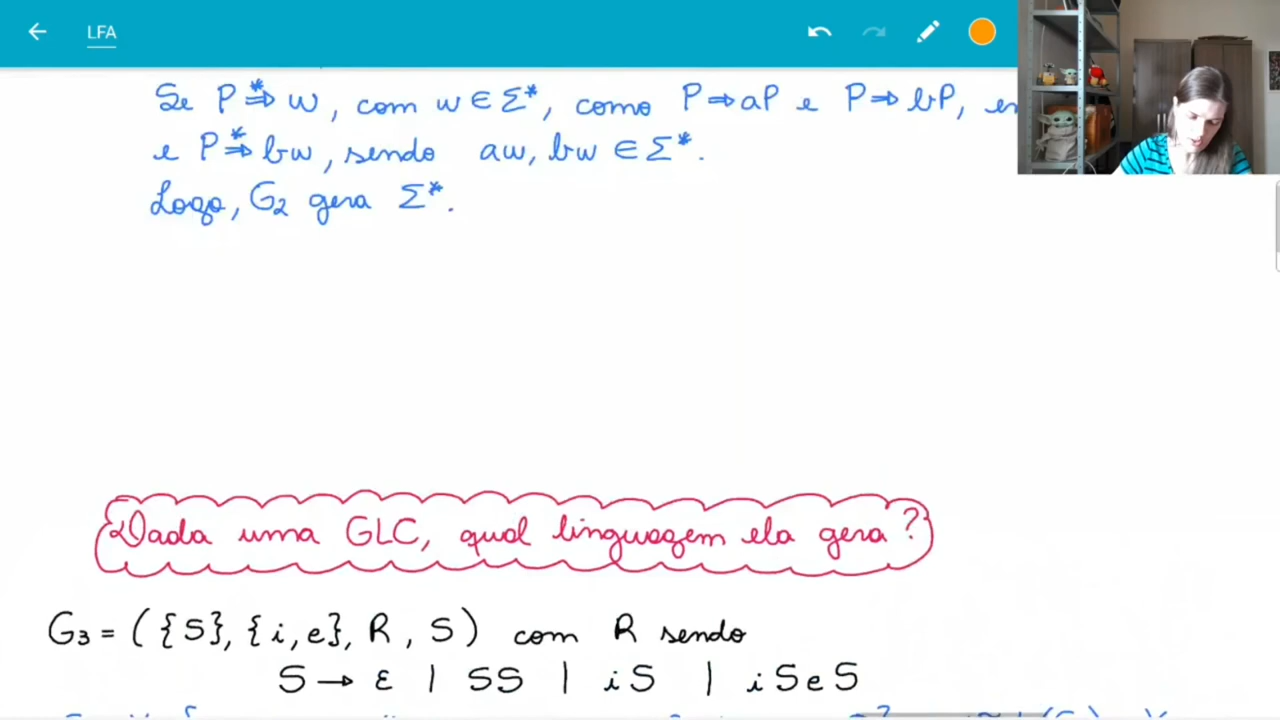 LFA
Se P *⇒ w, com w ∈ Σ*, como P ⇒ aP e P ⇒ bP,
e P *⇒ bw, sendo aw, bw ∈ Σ*.
Logo, G₂ gera Σ*.
Dada uma GLC, qual linguagem ela gera?
G₃ = ({S}, {i, e}, R, S) com R sendo
S → ε | SS | iS | iSeS